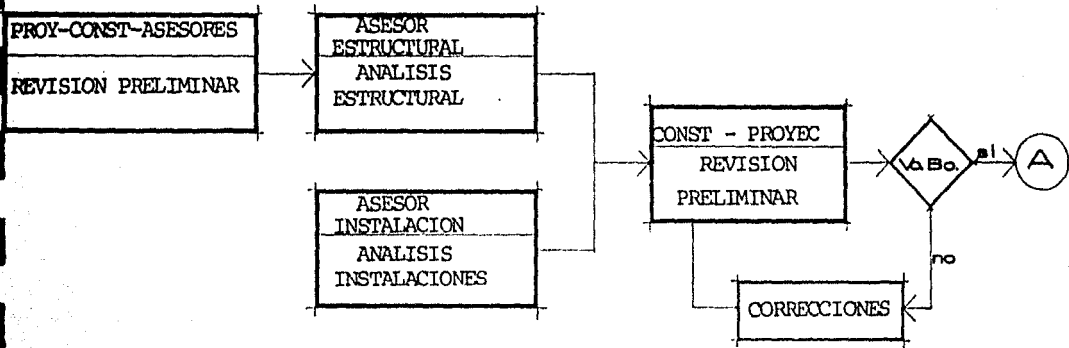 PROY-CONST-ASESORES
REVISION PRELIMINAR
ASESOR
ESTRUCTURAL
ANALISIS
ESTRUCTURAL
ASESOR
INSTALACION
ANALISIS
INSTALACIONES
CONST - PROYEC
REVISION
PRELIMINAR
Vo.Bo.
si
A
no
CORRECCIONES